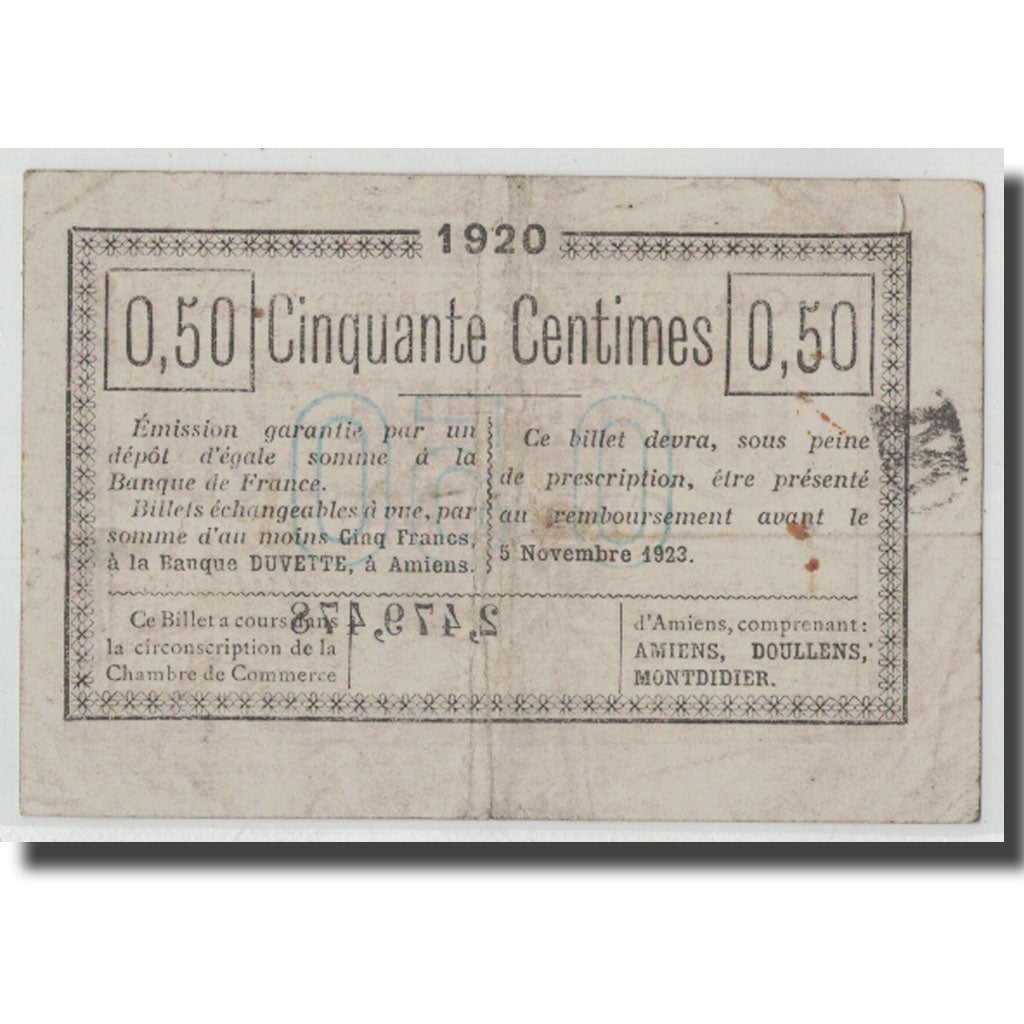 1920
0,50 Cinquante Centimes 0,50
Émission garantie par un
dépôt d'égale somme à la
Banque de France.
Billets échangeables à vue, par
somme d'au moins Cinq Francs,
à la Banque DUVETTE, à Amiens.
Ce billet devra, sous peine
de prescription, être présenté
au remboursement avant le
5 Novembre 1923.
0,50
Ce Billet a cours dans
la circonscription de la
Chambre de Commerce
2,479,478
d'Amiens, comprenant :
AMIENS, DOULLENS,
MONTDIDIER.